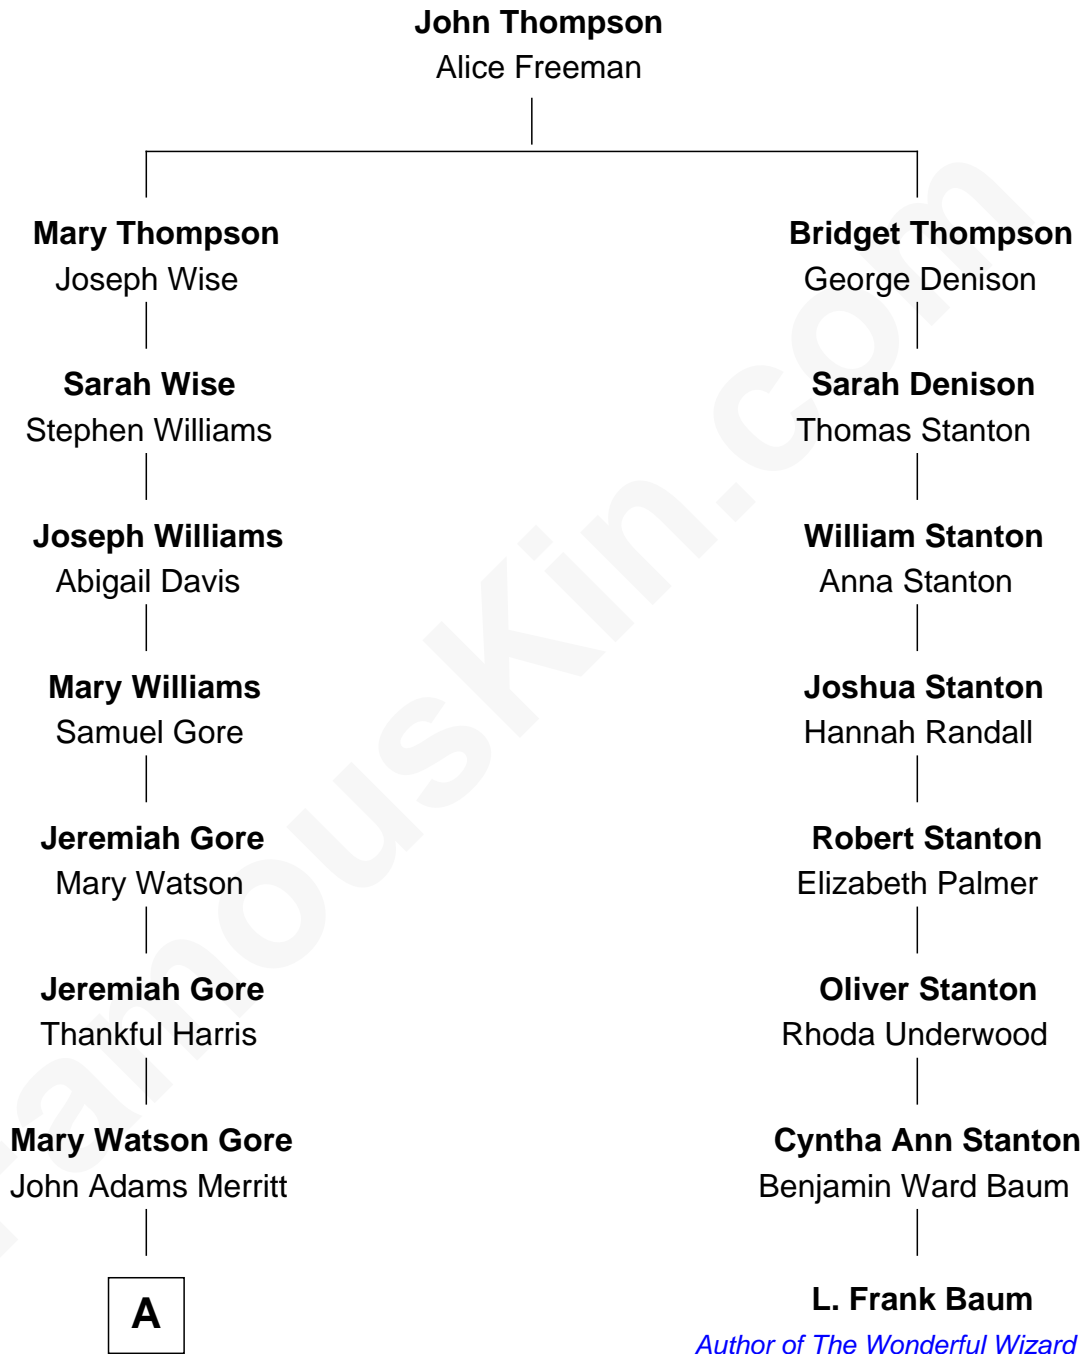 John Thompson
Alice Freeman
Mary Thompson
Joseph Wise
Bridget Thompson
George Denison
Sarah Wise
Stephen Williams
Sarah Denison
Thomas Stanton
Joseph Williams
Abigail Davis
William Stanton
Anna Stanton
Mary Williams
Samuel Gore
Joshua Stanton
Hannah Randall
Jeremiah Gore
Mary Watson
Robert Stanton
Elizabeth Palmer
Jeremiah Gore
Thankful Harris
Oliver Stanton
Rhoda Underwood
Mary Watson Gore
John Adams Merritt
Cyntha Ann Stanton
Benjamin Ward Baum
A
L. Frank Baum
Author of The Wonderful Wizard
FamousKin.com